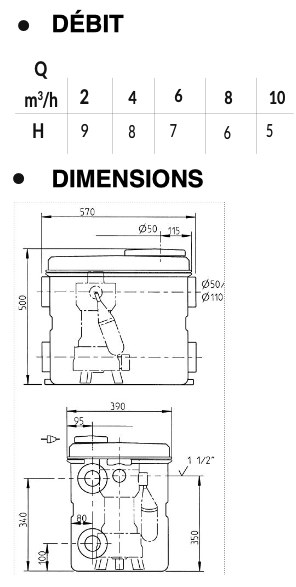 ● DÉBIT
Q
m³/h 2 4 6 8 10
H 9 8 7 6 5
● DIMENSIONS
570
Ø50 115
500
Ø50/
Ø110
390
95
1 1/2"
340
80
350
100